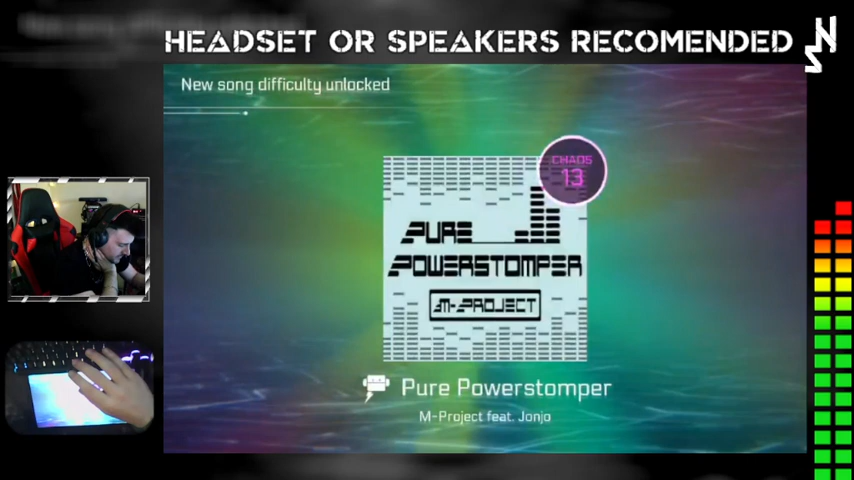 HEADSET OR SPEAKERS RECOMENDED
New song difficulty unlocked
CHAOS
13
PURE
POWERSTOMPER
M-PROJECT
Pure Powerstomper
M-Project feat. Jonjo